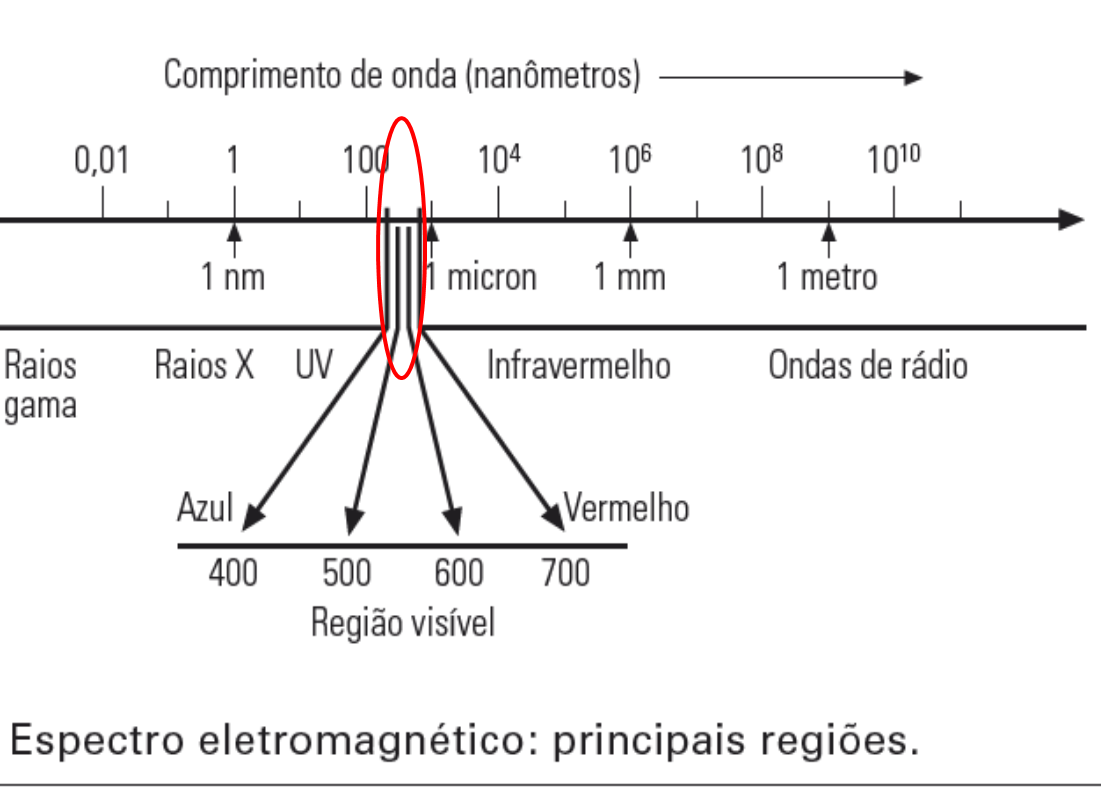 Comprimento de onda (nanômetros)
0,01 1 100 10⁴ 10⁶ 10⁸ 10¹⁰
1 nm 1 micron 1 mm 1 metro
Raios gama Raios X UV Infravermelho Ondas de rádio
Azul Vermelho
400 500 600 700
Região visível
Espectro eletromagnético: principais regiões.